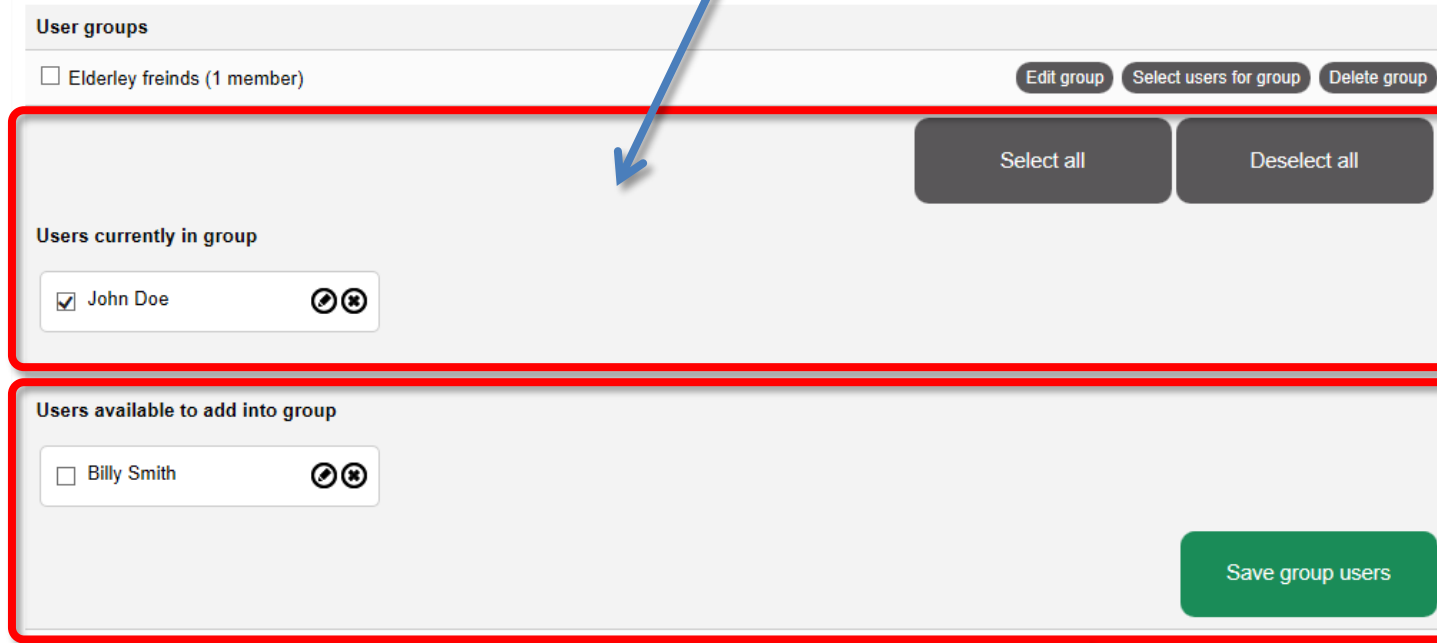 User groups
Elderley freinds (1 member) Edit group Select users for group Delete group
Select all Deselect all
Users currently in group
John Doe
Users available to add into group
Billy Smith
Save group users